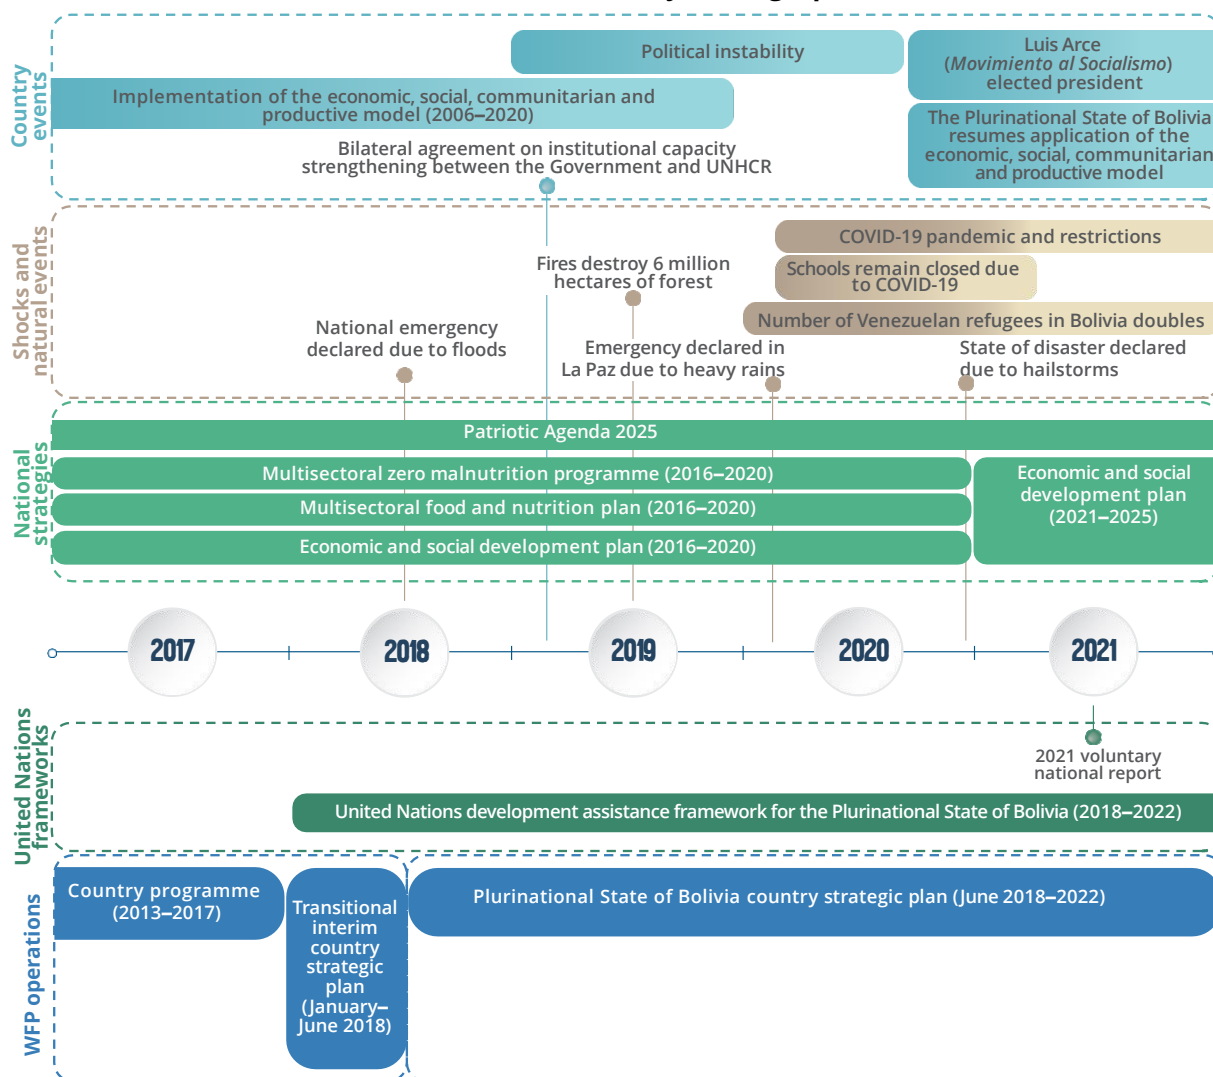 Country
events
Political instability
Luis Arce
(Movimiento al Socialismo)
elected president
Implementation of the economic, social, communitarian and
productive model (2006–2020)
The Plurinational State of Bolivia
resumes application of the
economic, social, communitarian
and productive model
Bilateral agreement on institutional capacity
strengthening between the Government and UNHCR
Shocks and
natural events
COVID-19 pandemic and restrictions
Schools remain closed due
to COVID-19
Fires destroy 6 million
hectares of forest
Number of Venezuelan refugees in Bolivia doubles
National emergency
declared due to floods
Emergency declared in
La Paz due to heavy rains
State of disaster declared
due to hailstorms
National
strategies
Patriotic Agenda 2025
Multisectoral zero malnutrition programme (2016–2020)
Multisectoral food and nutrition plan (2016–2020)
Economic and social development plan (2016–2020)
Economic and social
development plan
(2021–2025)
2017
2018
2019
2020
2021
United Nations
frameworks
2021 voluntary
national report
United Nations development assistance framework for the Plurinational State of Bolivia (2018–2022)
WFP operations
Country programme
(2013–2017)
Transitional
interim
country
strategic
plan
(January–
June 2018)
Plurinational State of Bolivia country strategic plan (June 2018–2022)